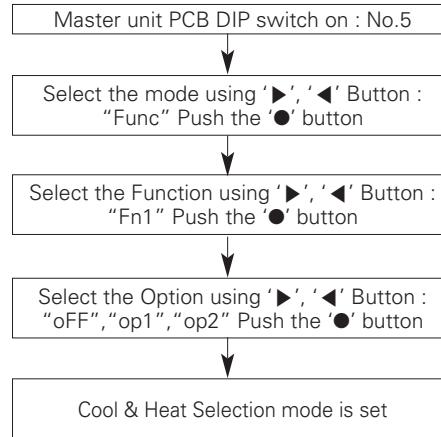 Master unit PCB DIP switch on : No.5
Select the mode using ‘▶’, ‘◀’ Button :
“Func” Push the ‘●’ button
Select the Function using ‘▶’, ‘◀’ Button :
“Fn1” Push the ‘●’ button
Select the Option using ‘▶’, ‘◀’ Button :
“oFF”,“op1”,“op2” Push the ‘●’ button
Cool & Heat Selection mode is set